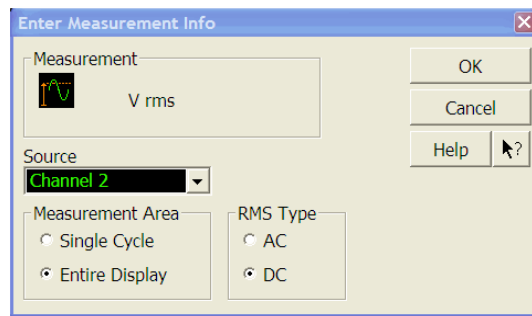 Enter Measurement Info
Measurement
V rms
OK
Cancel
Help
?
Source
Channel 2
Measurement Area
Single Cycle
Entire Display
RMS Type
AC
DC